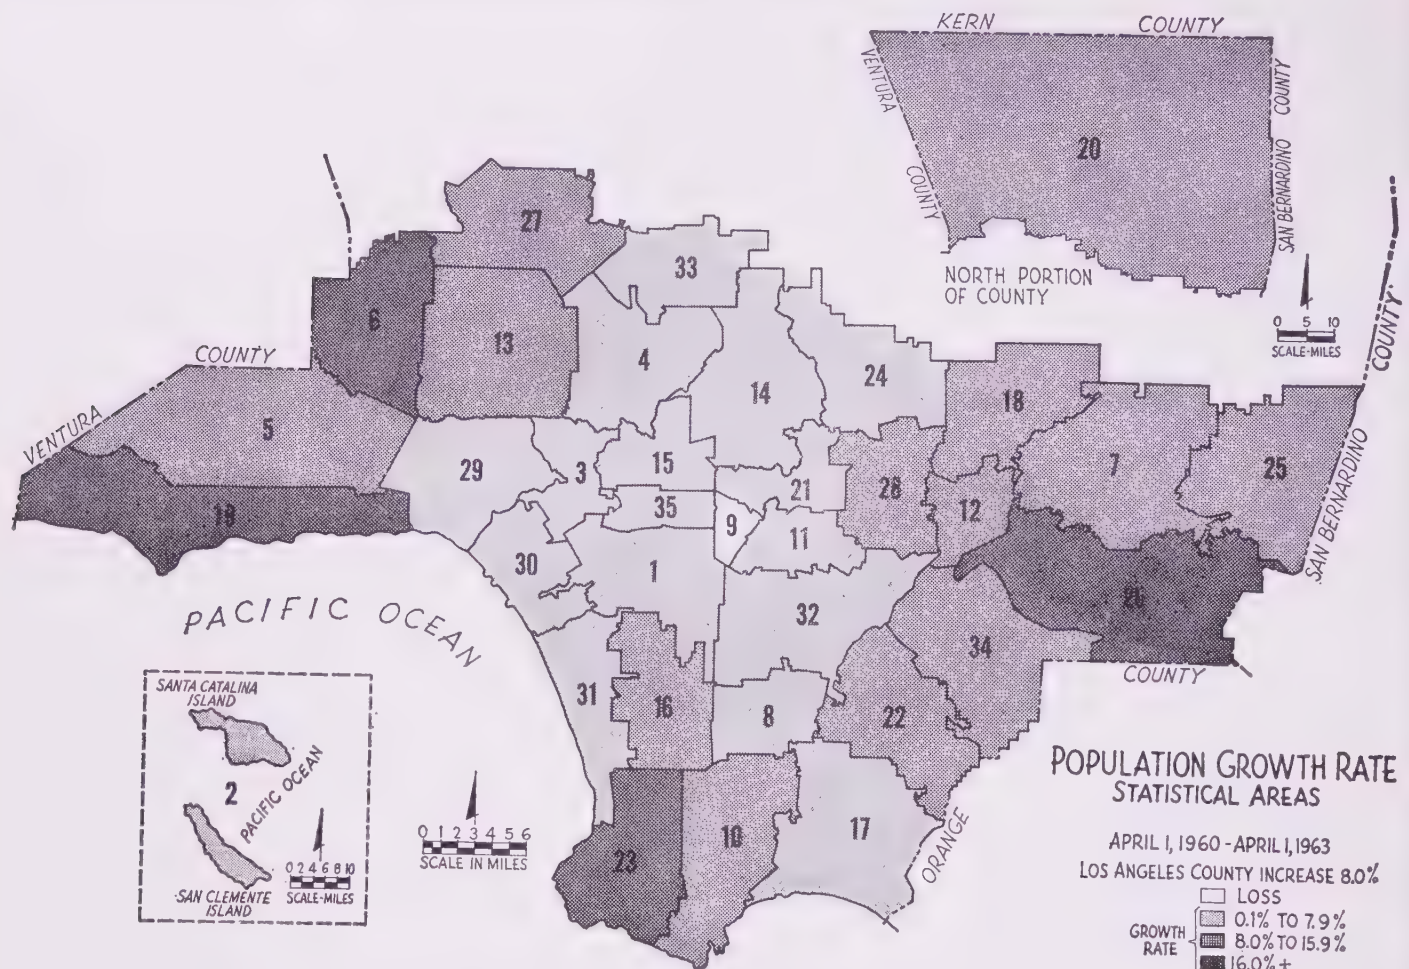 KERN COUNTY
VENTURA
COUNTY
SAN BERNARDINO COUNTY
20
NORTH PORTION
OF COUNTY
0 5 10
SCALE-MILES
27
33
6
13
4
14
24
18
7
25
COUNTY
VENTURA
5
19
29
3
15
35
21
28
12
9
11
30
1
32
26
34
31
16
8
22
23
10
17
COUNTY
SAN BERNARDINO
COUNTY
ORANGE
PACIFIC OCEAN
SANTA CATALINA
ISLAND
2
PACIFIC OCEAN
SAN CLEMENTE
ISLAND
0 2 4 6 8 10
SCALE-MILES
0 1 2 3 4 5 6
SCALE IN MILES
POPULATION GROWTH RATE
STATISTICAL AREAS
APRIL 1, 1960 - APRIL 1, 1963
LOS ANGELES COUNTY INCREASE 8.0%
LOSS
GROWTH
RATE
0.1% TO 7.9%
8.0% TO 15.9%
16.0% +